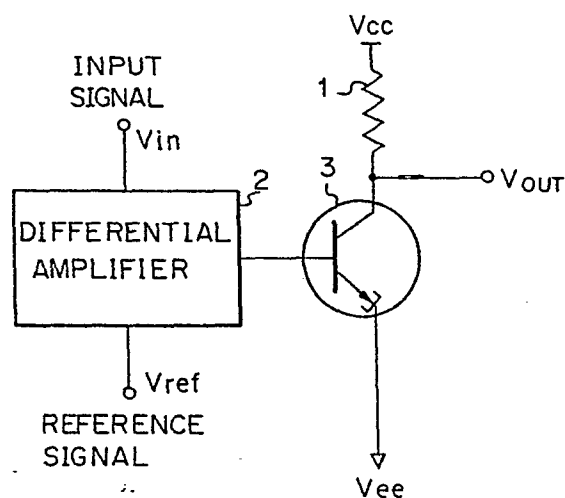 Vcc
INPUT
SIGNAL
1
Vin
2
3
VOUT
DIFFERENTIAL
AMPLIFIER
Vref
REFERENCE
SIGNAL
Vee